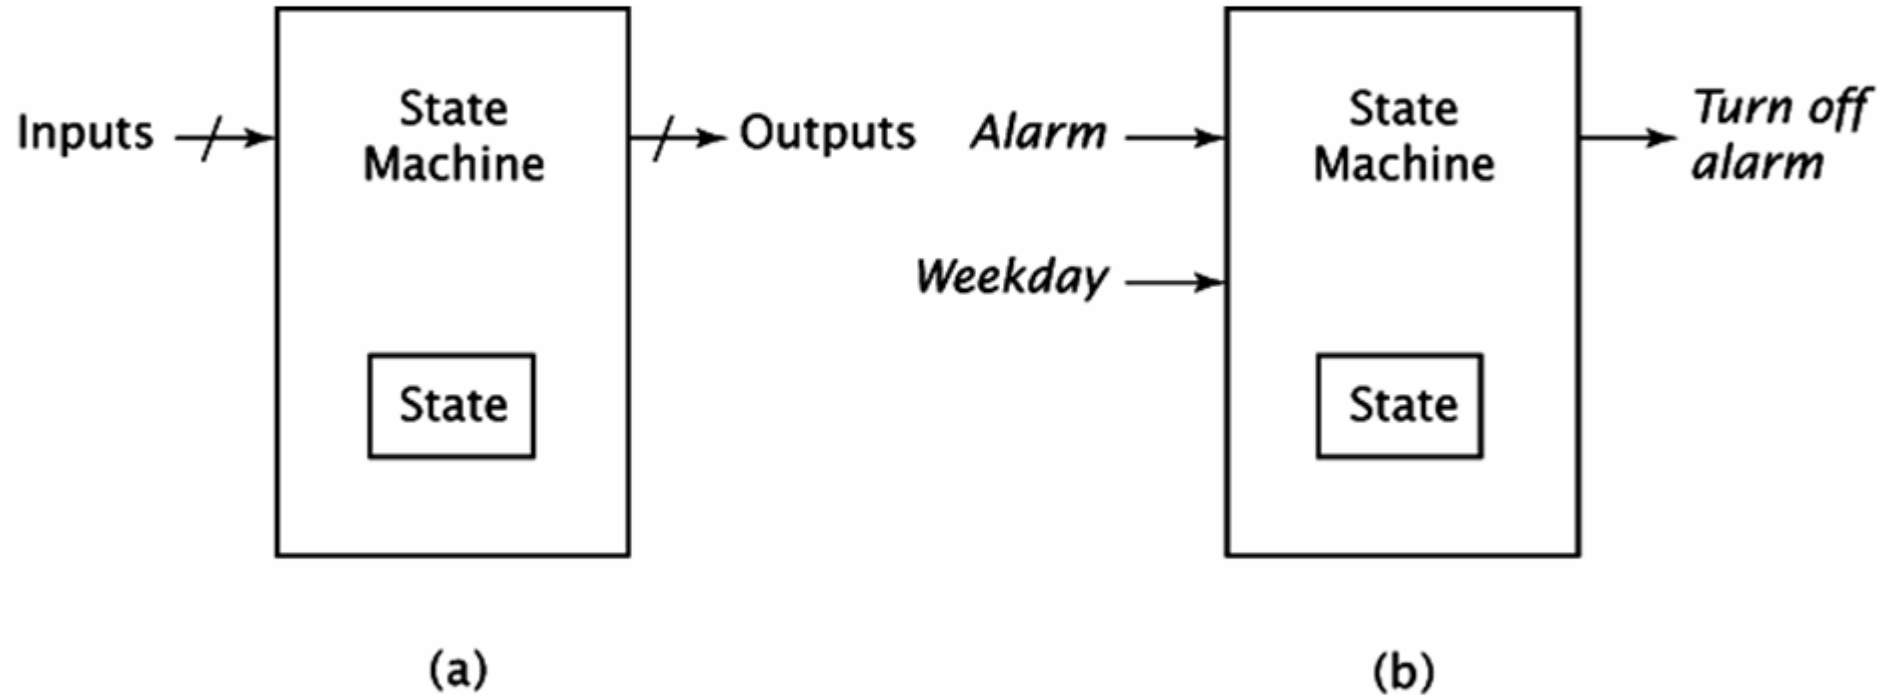 Inputs
State
Machine
Outputs
State
(a)
Alarm
Weekday
State
Machine
Turn off
alarm
State
(b)